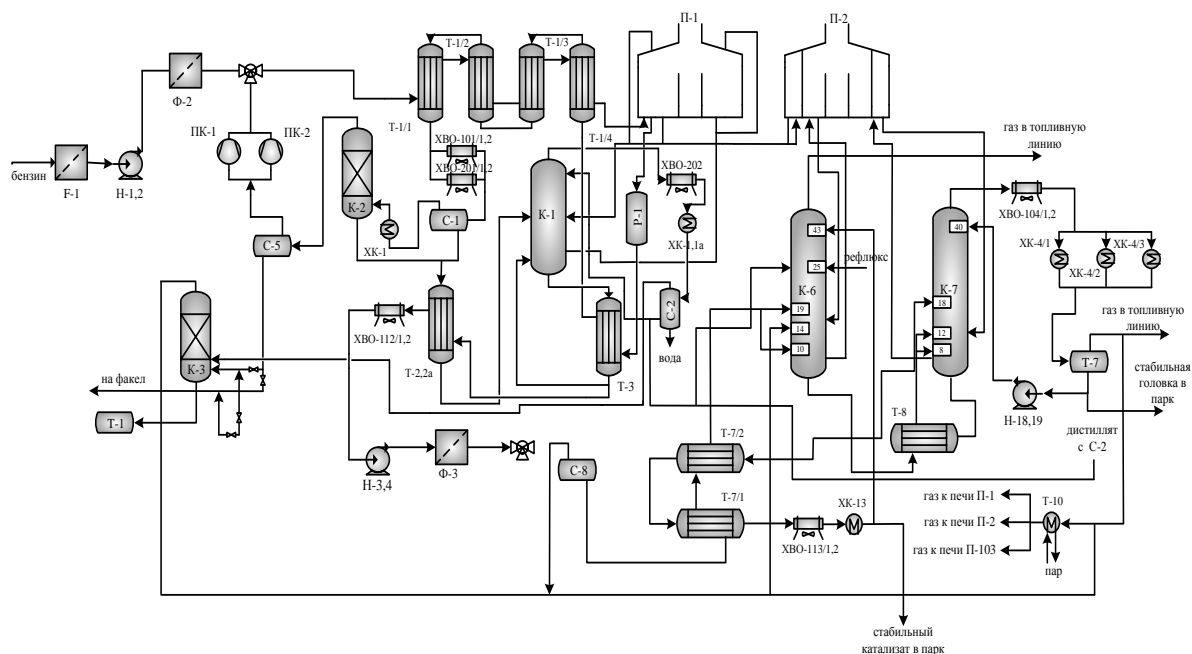 П-1
П-2
Т-1/2
Т-1/3
Ф-2
ПК-1
ПК-2
Т-1/1
Т-1/4
ХВО-101/1,2
ХВО-201/1,2
ХВО-202
газ в топливную
линию
бензин
F-1
Н-1,2
К-2
С-1
К-1
Р-1
ХК-1
ХК-1,1а
С-5
43
40
ХВО-104/1,2
ХК-4/1
ХК-4/2
ХК-4/3
рефлюкс
25
К-6
К-7
19
18
14
12
10
8
С-2
вода
газ в топливную
линию
К-3
ХВО-112/1,2
Т-2,2а
Т-3
Т-7
на факел
Т-1
стабильная
головка в
парк
Н-18,19
Т-8
дистиллят
с С-2
Н-3,4
Ф-3
С-8
Т-7/2
Т-7/1
ХВО-113/1,2
ХК-13
газ к печи П-1
газ к печи П-2
газ к печи П-103
Т-10
пар
стабильный
катализат в парк